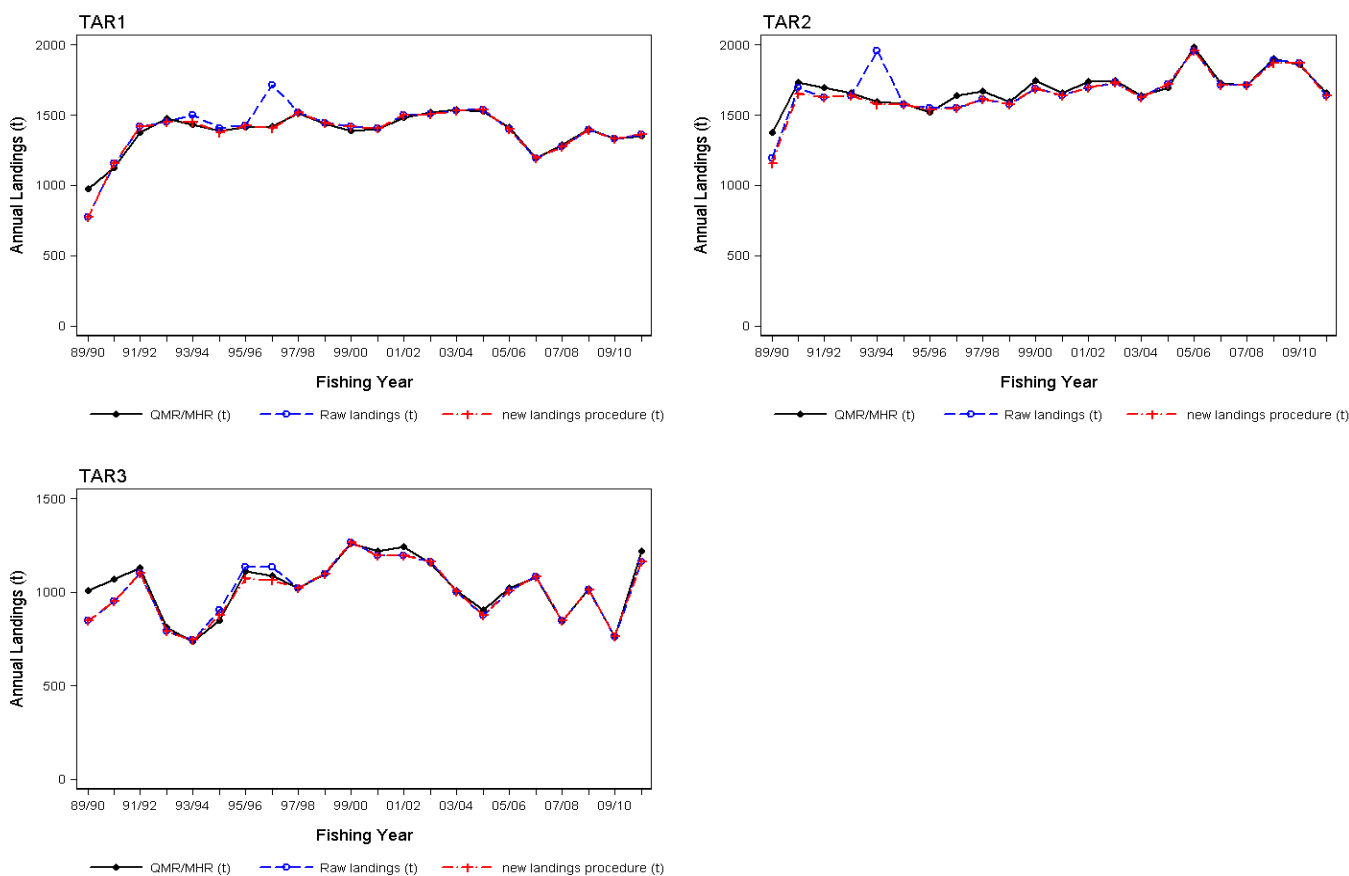 TAR1
2000
1500
1000
500
0
Annual Landings (t)
89/90 91/92 93/94 95/96 97/98 99/00 01/02 03/04 05/06 07/08 09/10
Fishing Year
QMR/MHR (t) Raw landings (t) new landings procedure (t)
TAR2
2000
1500
1000
500
0
Annual Landings (t)
89/90 91/92 93/94 95/96 97/98 99/00 01/02 03/04 05/06 07/08 09/10
Fishing Year
QMR/MHR (t) Raw landings (t) new landings procedure (t)
TAR3
1500
1000
500
0
Annual Landings (t)
89/90 91/92 93/94 95/96 97/98 99/00 01/02 03/04 05/06 07/08 09/10
Fishing Year
QMR/MHR (t) Raw landings (t) new landings procedure (t)